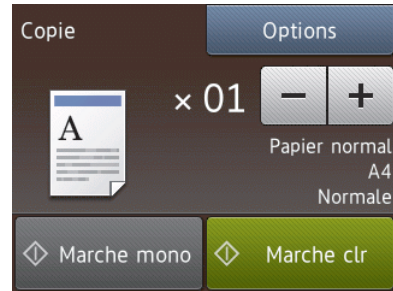 Copie
Options
A
× 01
− +
Papier normal
A4
Normale
Marche mono
Marche clr